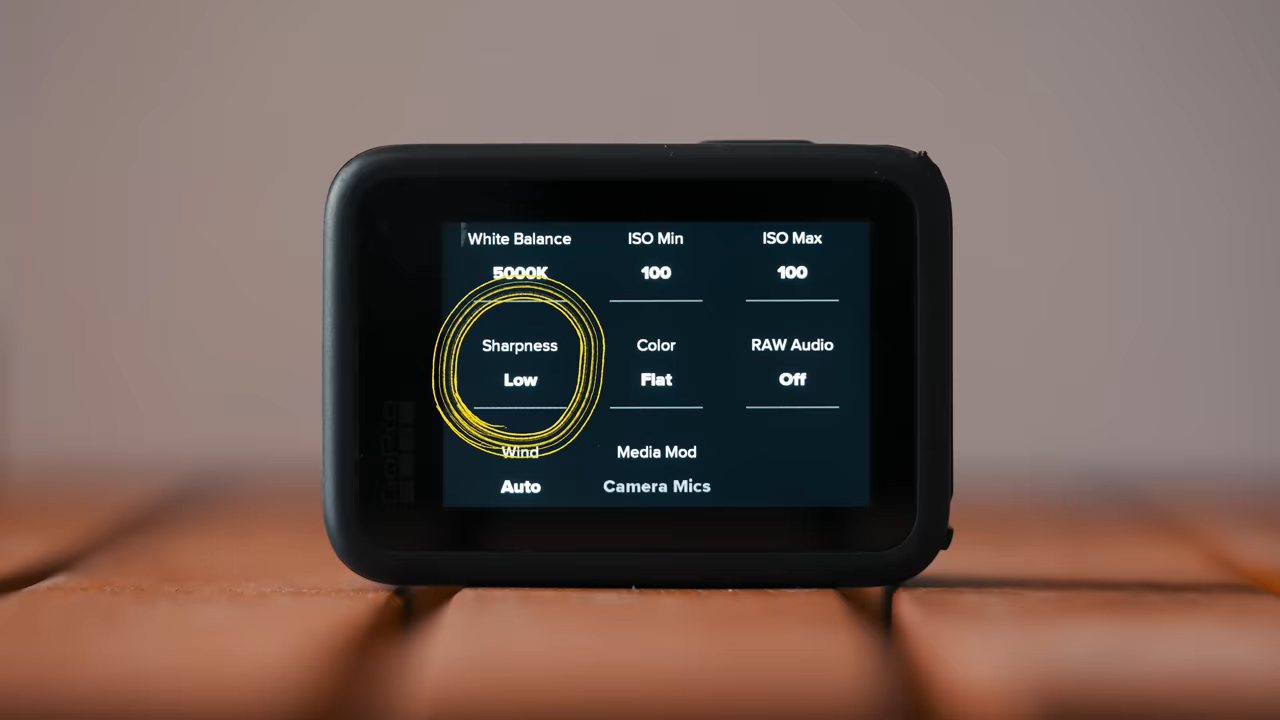 White Balance ISO Min ISO Max
5000K 100 100
Sharpness Color RAW Audio
Low Flat Off
Wind Media Mod
Auto Camera Mics